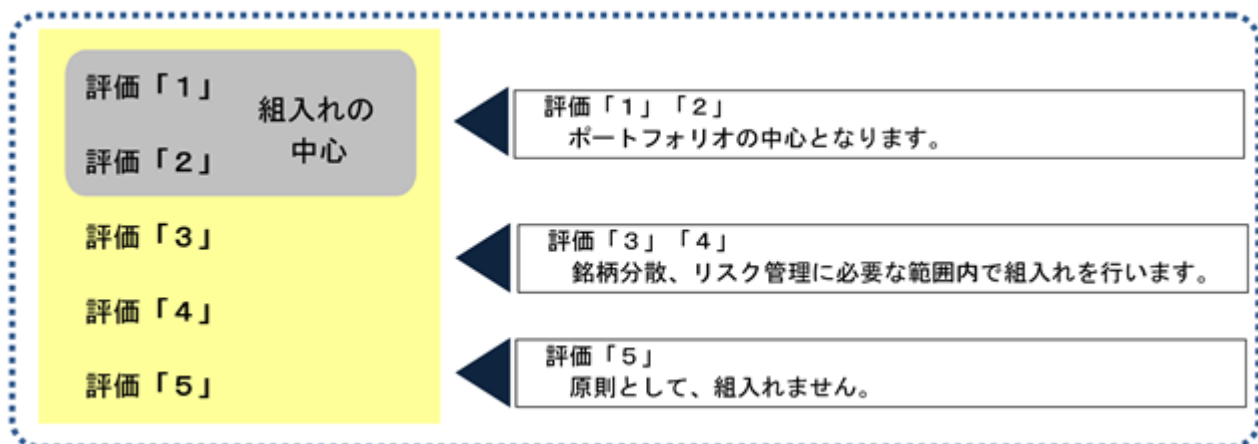 評価「１」
評価「２」
組入れの
中心
評価「３」
評価「４」
評価「５」
評価「１」「２」
ポートフォリオの中心となります。
評価「３」「４」
銘柄分散、リスク管理に必要な範囲内で組入れを行います。
評価「５」
原則として、組入れません。